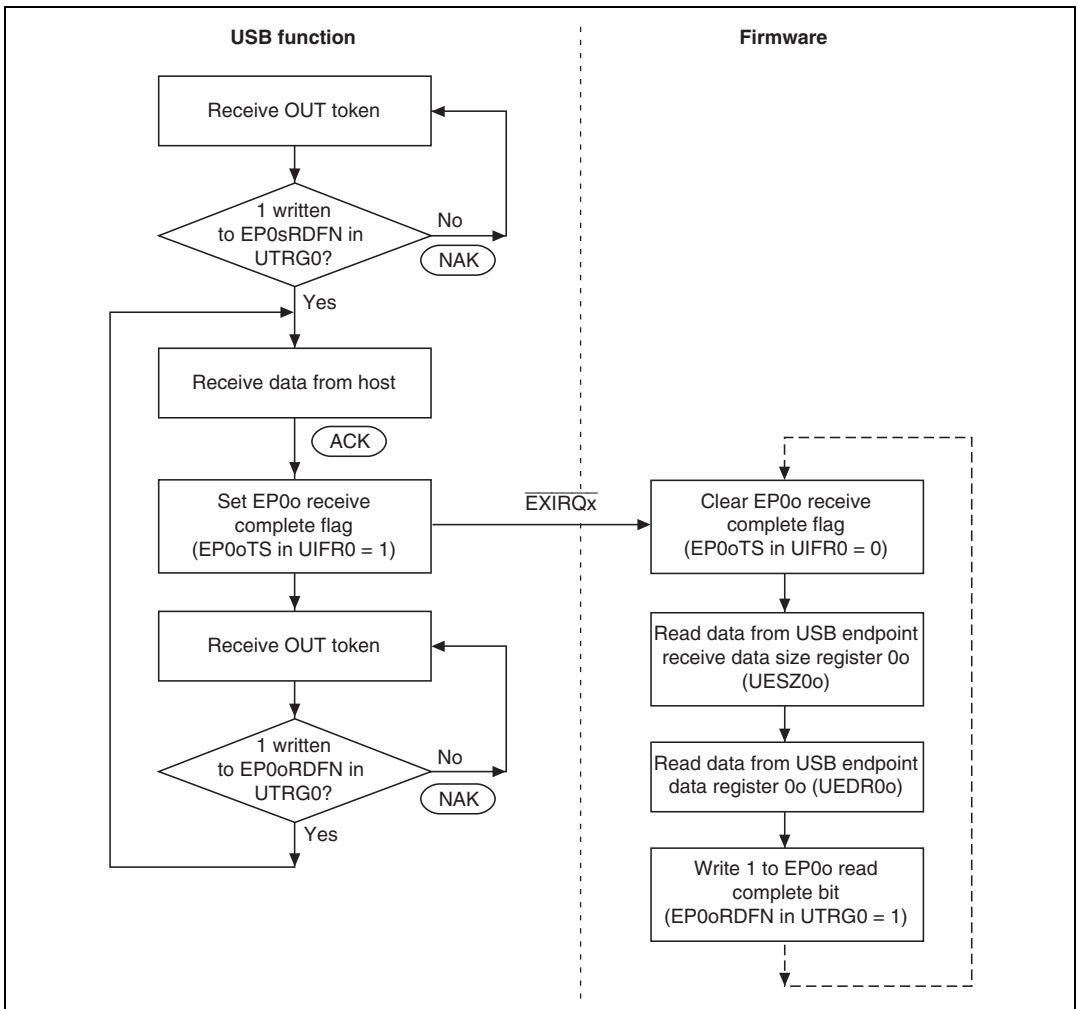 USB function
Firmware
Receive OUT token
1 written
to EP0sRDFN in
UTRG0?
No
NAK
Yes
Receive data from host
ACK
Set EP0o receive
complete flag
(EP0oTS in UIFR0 = 1)
EXIRQx
Clear EP0o receive
complete flag
(EP0oTS in UIFR0 = 0)
Receive OUT token
Read data from USB endpoint
receive data size register 0o
(UESZ0o)
1 written
to EP0oRDFN in
UTRG0?
No
NAK
Yes
Read data from USB endpoint
data register 0o (UEDR0o)
Write 1 to EP0o read
complete bit
(EP0oRDFN in UTRG0 = 1)